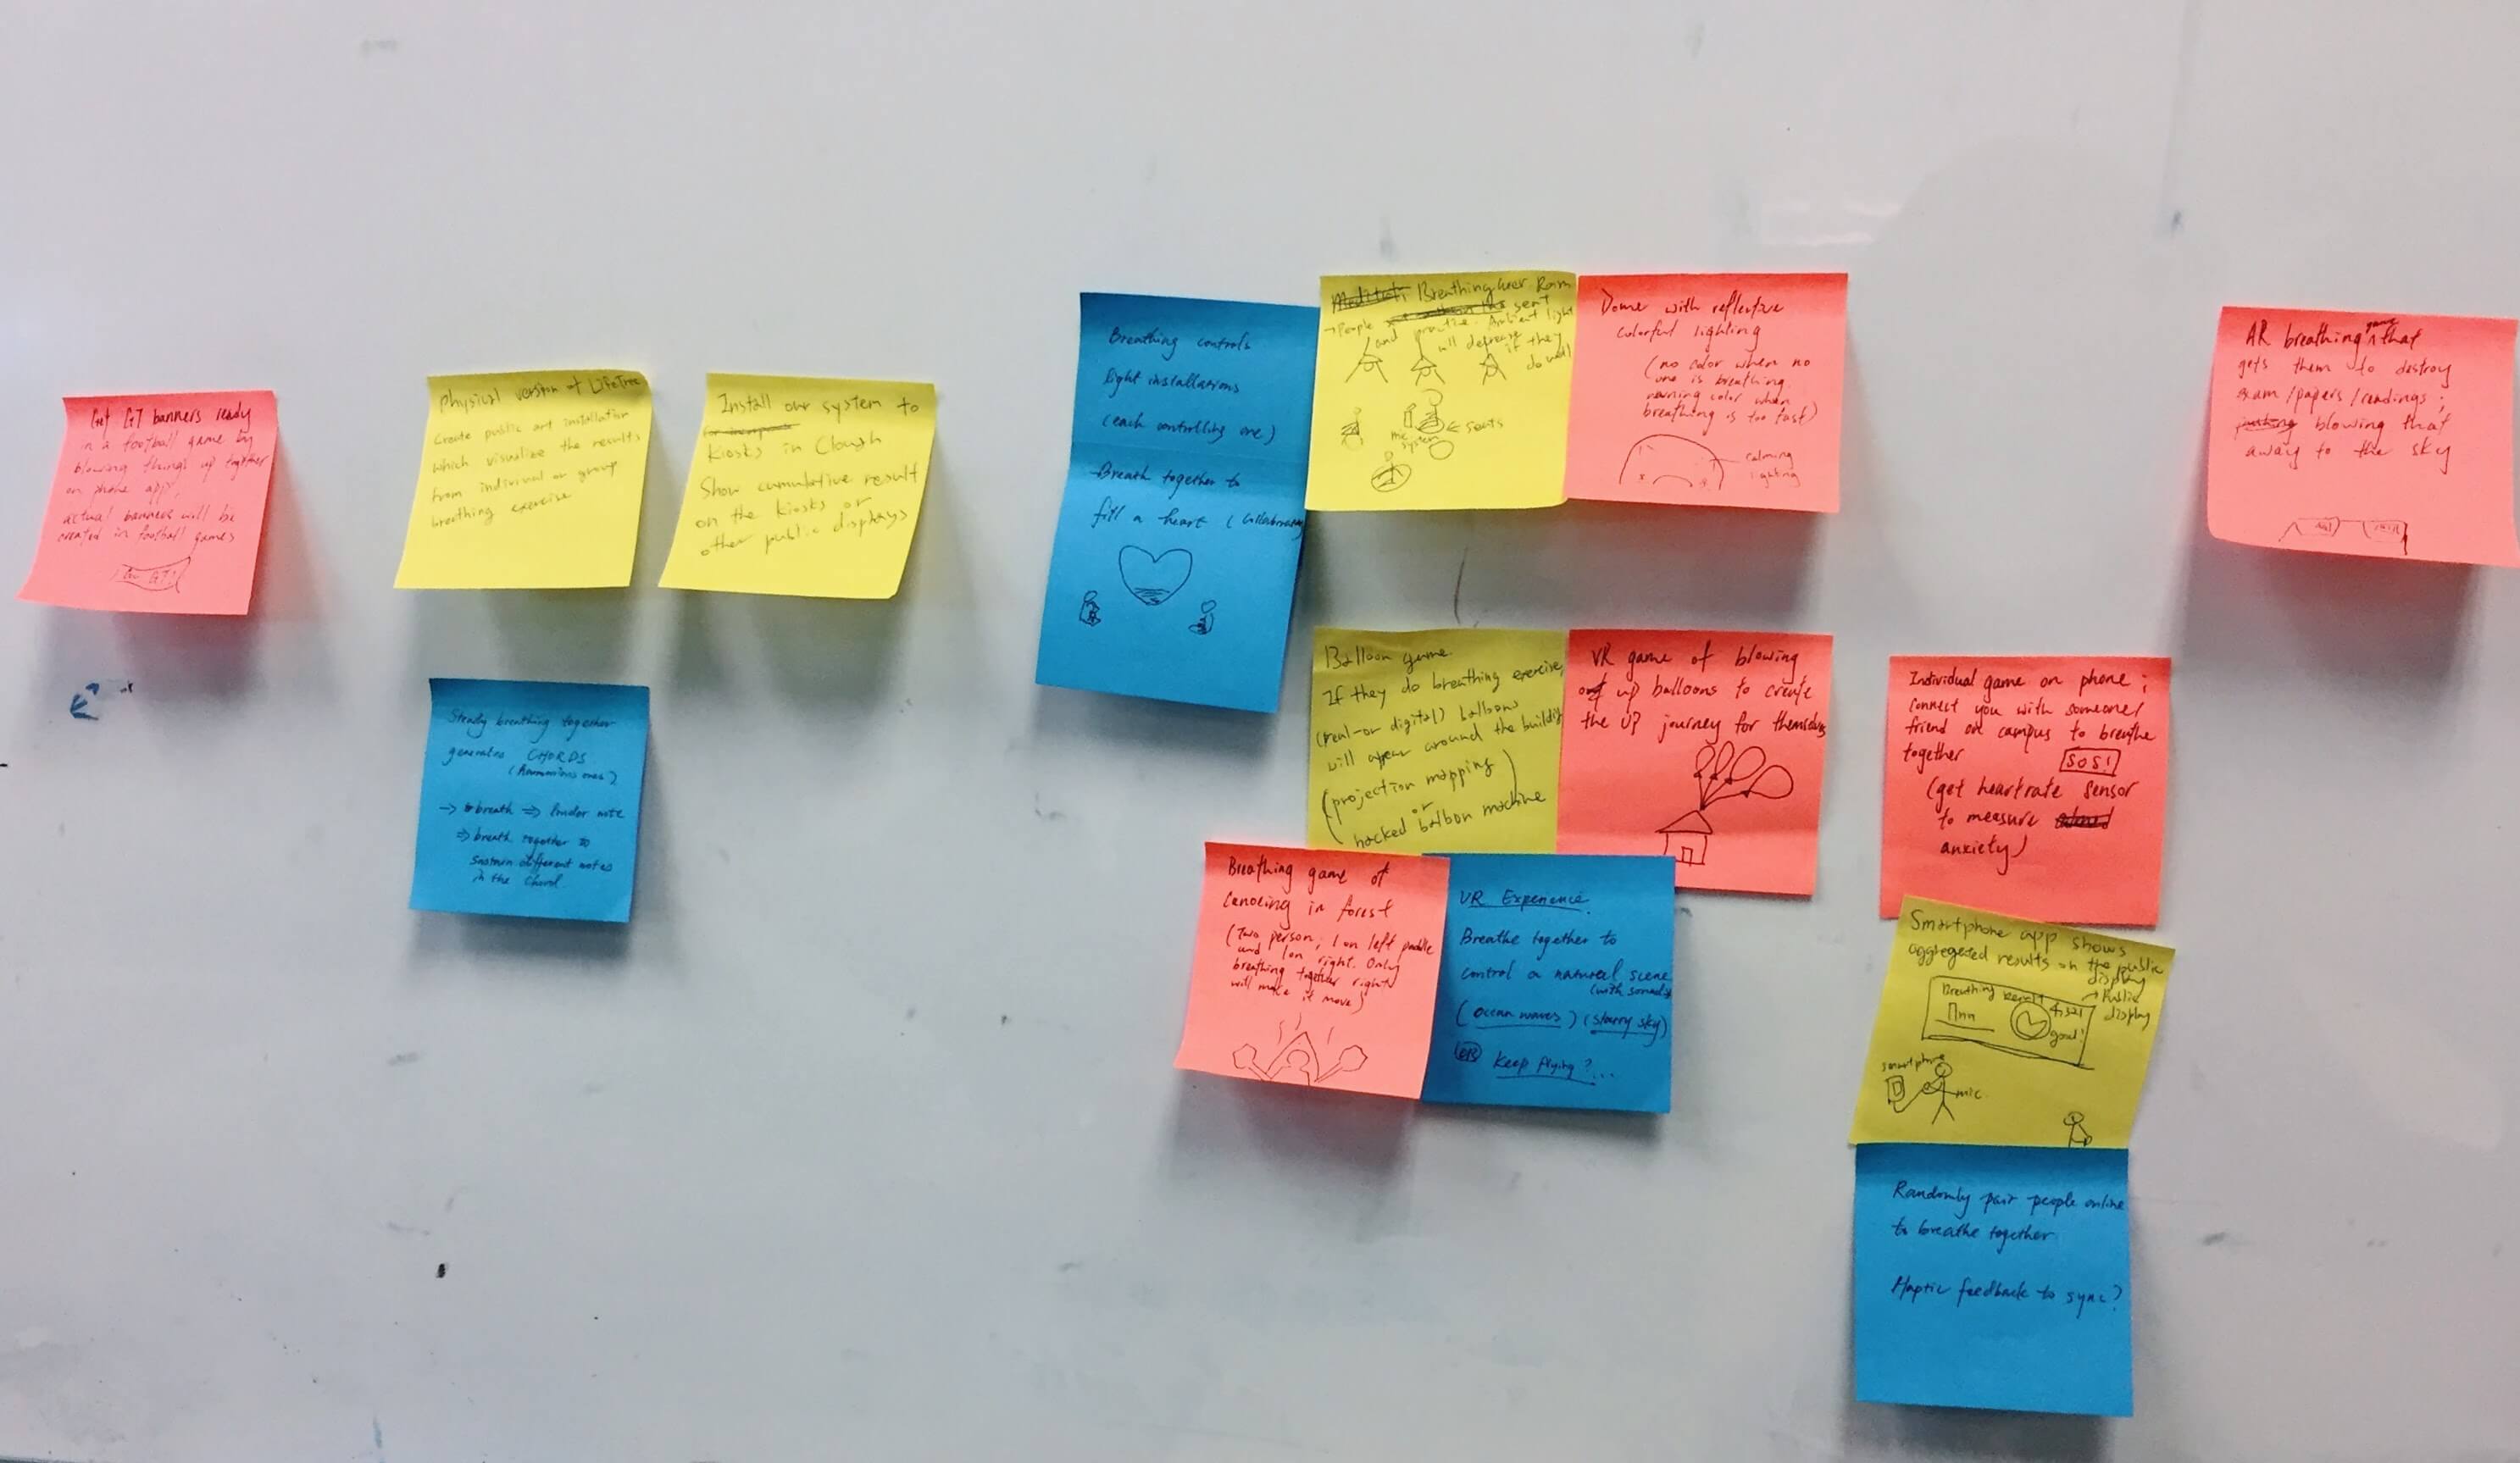 Get GT banners ready
in a football game by
blowing things up together
on phone app;
actual banners will be
created in football games
Physical version of LifeTree
Create public art installation
which visualize the results
from individual or group
breathing exercise
Install our system to
Kiosks in Clough
Show cumulative result
on the kiosks or
other public displays
Steady breathing together
generates CHORDS
(harmonious ones)
→ breath ⇒ louder note
⇒ breath together to
sustain different notes
in the chord
Breathing controls
light installations
(each controlling one)
Breath together to
fill a heart (
Breathing Room
→ People sent
and practice. Ambient light
will decrease
if they
do well
mic
system
← seats
Dome with reflective
colorful lighting
(no color when no
one is breathing.
warning color when
breathing is too fast)
calming
lighting
Balloon game.
If they do breathing exercise,
(real or digital) balloons
will appear around the building
(projection mapping
or
hacked balloon machine)
VR game of blowing
up balloons to create
the UP journey for themselves
Breathing game of
Canoeing in forest
(Two person; 1 on left paddle
and 1 on right. Only
breathing together right
will make it move)
VR Experience
Breathe together to
control a natural scene
(with sounds)
(ocean waves) (starry sky)
OR Keep flying?...
Individual game on phone;
connect you with someone/
friend on campus to breathe
together
SOS!
(get heartrate sensor
to measure
anxiety)
Smartphone app shows
aggregated results on the public
display
Breathing Result
→ Public
display
4,321
good!
smartphone
mic.
Randomly pair people online
to breathe together
Haptic feedback to sync?
AR breathing game that
gets them to destroy
exam/papers/readings;
blowing that
away to the sky